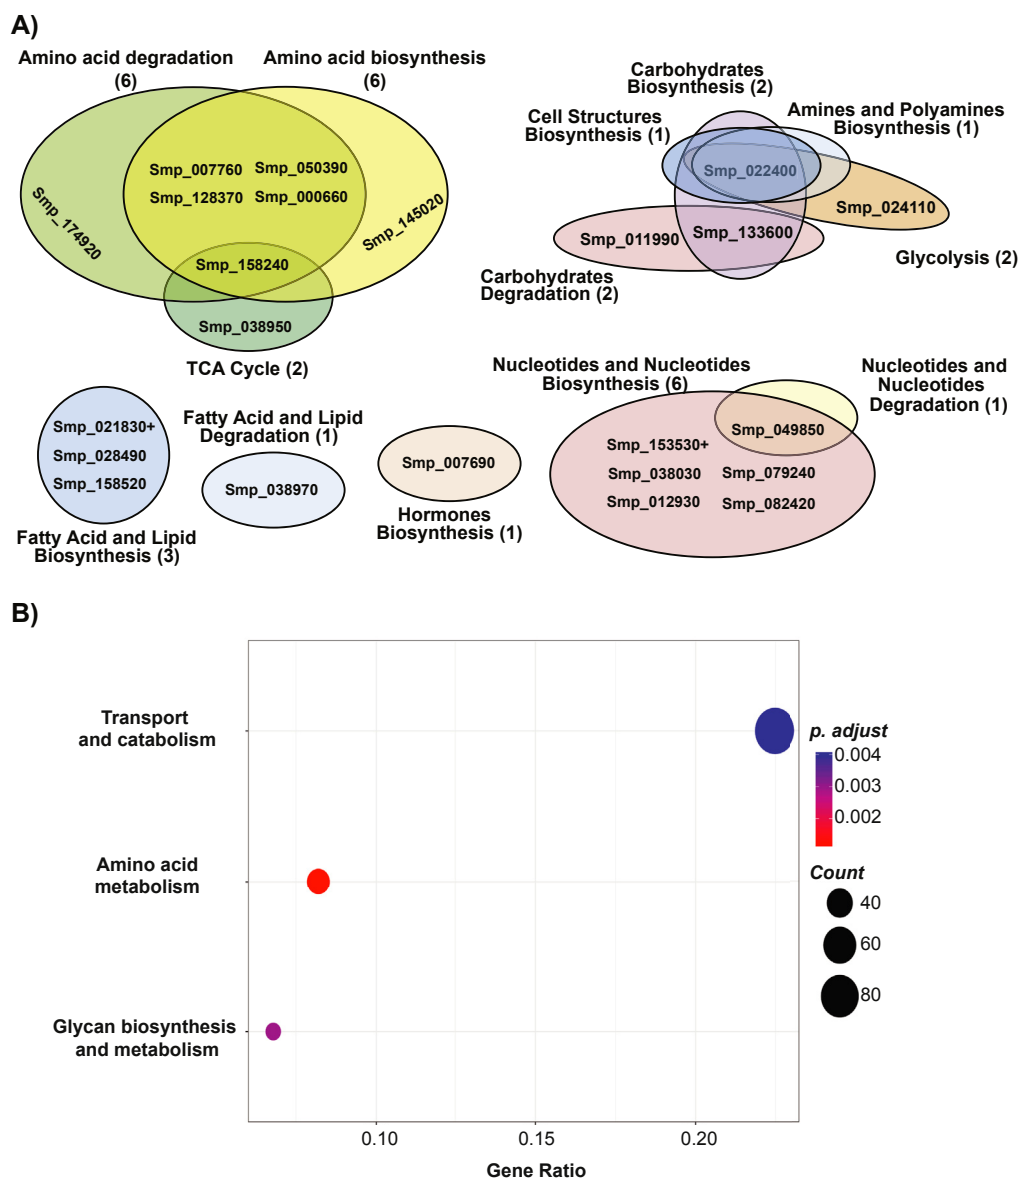 A)
Amino acid degradation
(6)
Amino acid biosynthesis
(6)
Smp_007760
Smp_050390
Smp_128370
Smp_000660
Smp_174920
Smp_145020
Smp_158240
Smp_038950
TCA Cycle (2)
Carbohydrates
Biosynthesis (2)
Cell Structures
Biosynthesis (1)
Amines and Polyamines
Biosynthesis (1)
Smp_022400
Smp_024110
Smp_011990
Smp_133600
Glycolysis (2)
Carbohydrates
Degradation (2)
Smp_021830+
Smp_028490
Smp_158520
Fatty Acid and Lipid
Biosynthesis (3)
Fatty Acid and Lipid
Degradation (1)
Smp_038970
Smp_007690
Hormones
Biosynthesis (1)
Nucleotides and Nucleotides
Biosynthesis (6)
Nucleotides and
Nucleotides
Degradation (1)
Smp_049850
Smp_153530+
Smp_038030
Smp_079240
Smp_012930
Smp_082420
B)
Transport
and catabolism
Amino acid
metabolism
Glycan biosynthesis
and metabolism
0.10
0.15
0.20
Gene Ratio
p. adjust
0.004
0.003
0.002
Count
40
60
80